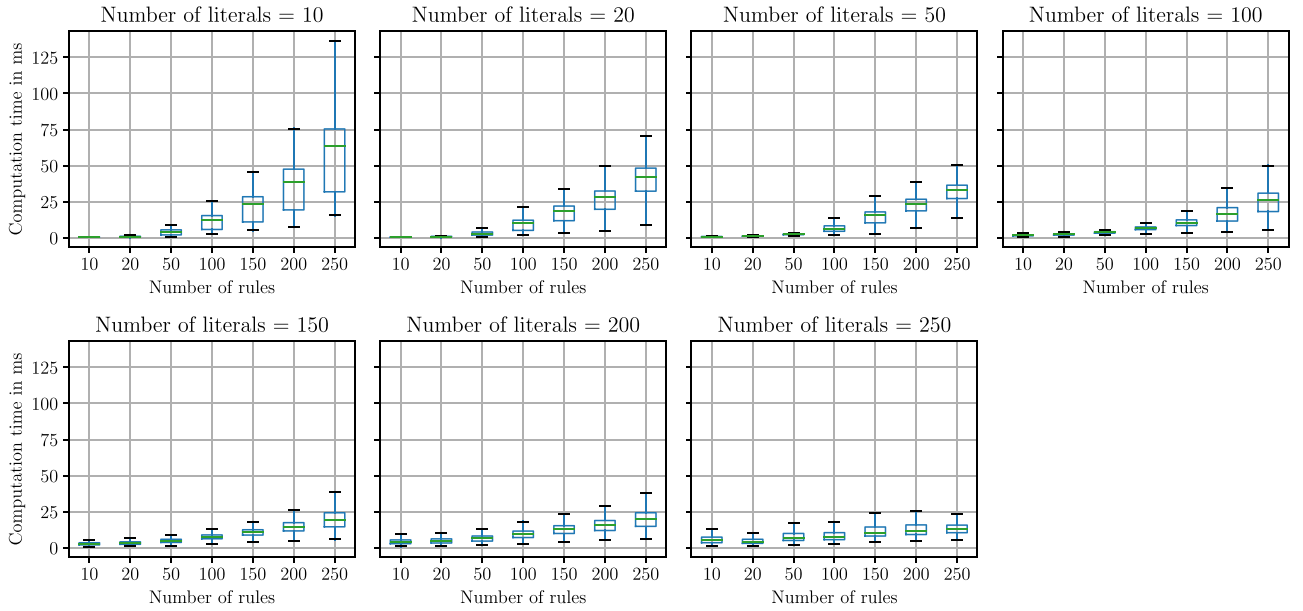 Number of literals = 10
Number of literals = 20
Number of literals = 50
Number of literals = 100
Computation time in ms
125
100
75
50
25
0
10 20 50 100 150 200 250
10 20 50 100 150 200 250
10 20 50 100 150 200 250
10 20 50 100 150 200 250
Number of rules
Number of rules
Number of rules
Number of rules
Number of literals = 150
Number of literals = 200
Number of literals = 250
Computation time in ms
125
100
75
50
25
0
10 20 50 100 150 200 250
10 20 50 100 150 200 250
10 20 50 100 150 200 250
Number of rules
Number of rules
Number of rules